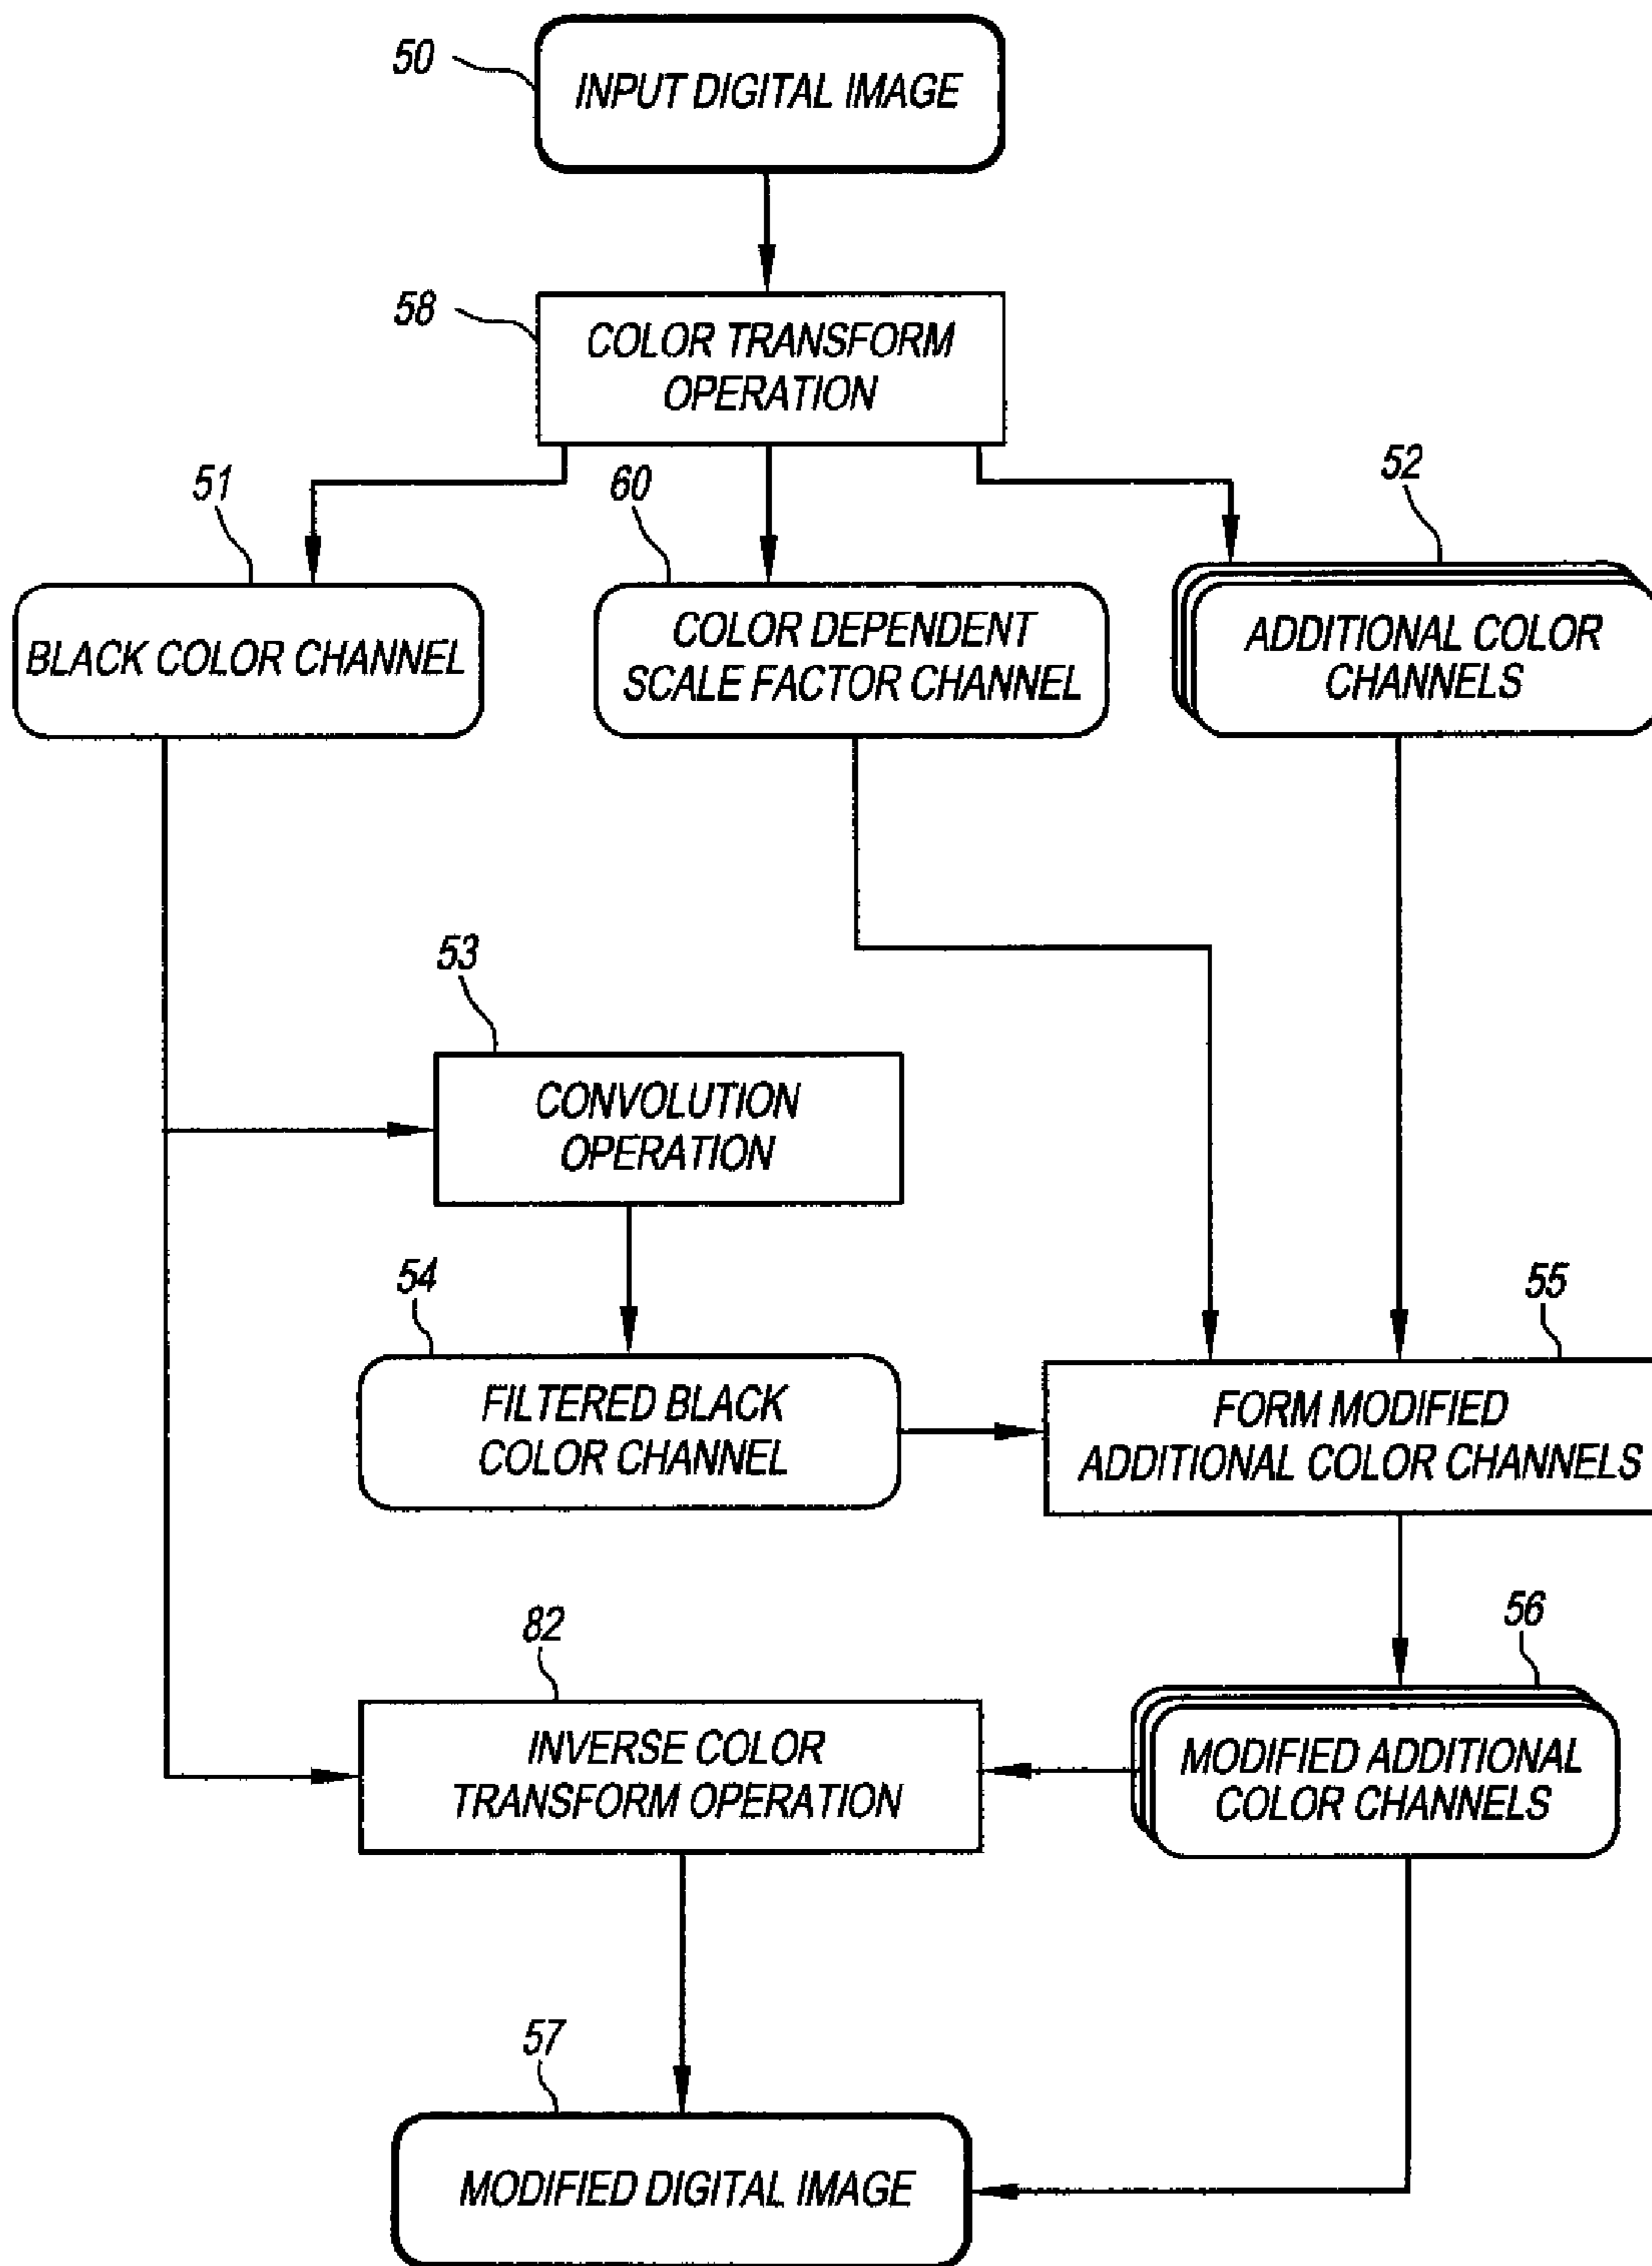 50
INPUT DIGITAL IMAGE
58
COLOR TRANSFORM
OPERATION
51
60
52
BLACK COLOR CHANNEL
COLOR DEPENDENT
SCALE FACTOR CHANNEL
ADDITIONAL COLOR
CHANNELS
53
CONVOLUTION
OPERATION
54
55
FILTERED BLACK
COLOR CHANNEL
FORM MODIFIED
ADDITIONAL COLOR CHANNELS
82
56
INVERSE COLOR
TRANSFORM OPERATION
MODIFIED ADDITIONAL
COLOR CHANNELS
57
MODIFIED DIGITAL IMAGE